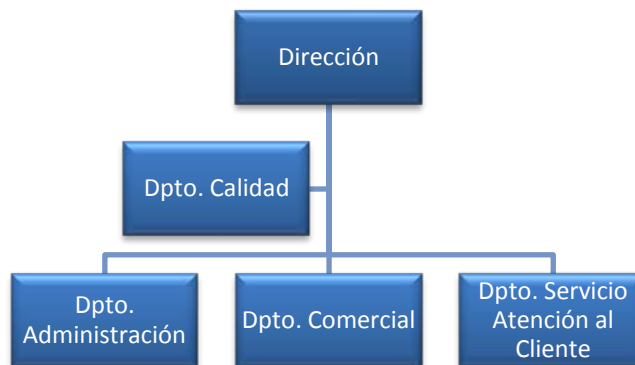 Dirección
Dpto. Calidad
Dpto.
Administración
Dpto. Comercial
Dpto. Servicio
Atención al
Cliente